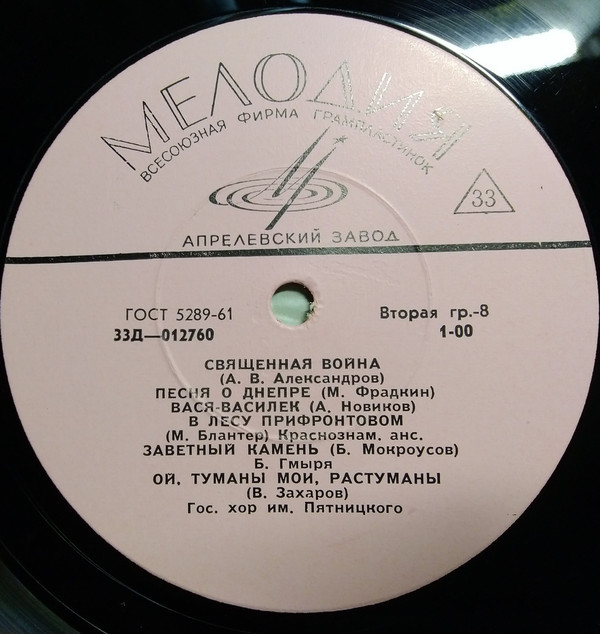 МЕЛОДИЯ
ВСЕСОЮЗНАЯ ФИРМА ГРАМПЛАСТИНОК
33
АПРЕЛЕВСКИЙ ЗАВОД
ГОСТ 5289-61
Вторая гр.-8
33Д—012760
1-00
СВЯЩЕННАЯ ВОЙНА
(А. В. Александров)
ПЕСНЯ О ДНЕПРЕ (М. Фрадкин)
ВАСЯ-ВАСИЛЕК (А. Новиков)
В ЛЕСУ ПРИФРОНТОВОМ
(М. Блантер) Краснознам. анс.
ЗАВЕТНЫЙ КАМЕНЬ (Б. Мокроусов)
Б. Гмыря
ОЙ, ТУМАНЫ МОИ, РАСТУМАНЫ
(В. Захаров)
Гос. хор им. Пятницкого